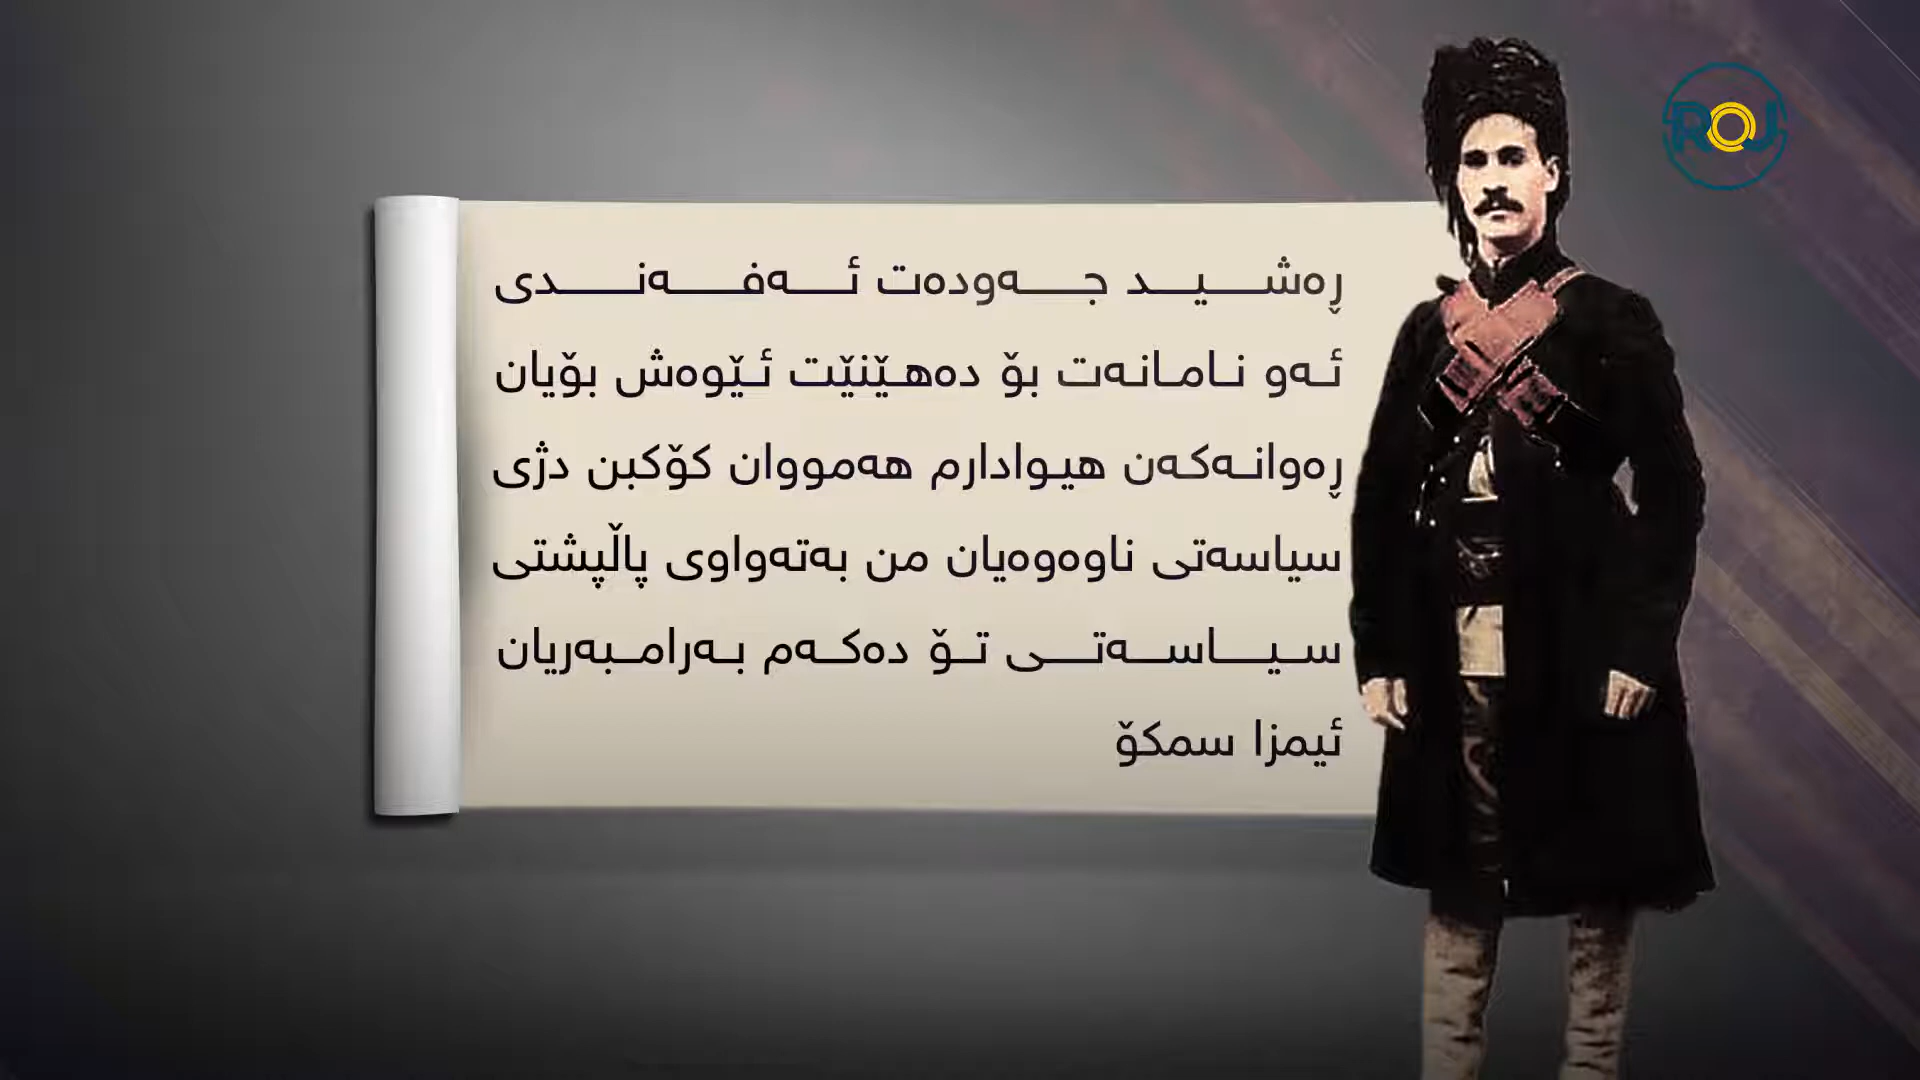 ROJ
ڕەشید جەودەت ئەفەندی
ئەو نامانەت بۆ دەهێنێت ئێوەش بۆیان
ڕەوانەکەن هیوادارم هەمووان کۆکبن دژی
سیاسەتی ناوەوەیان من بەتەواوی پاڵپشتی
سیاسەتی تۆ دەکەم بەرامبەریان
ئیمزا سمکۆ